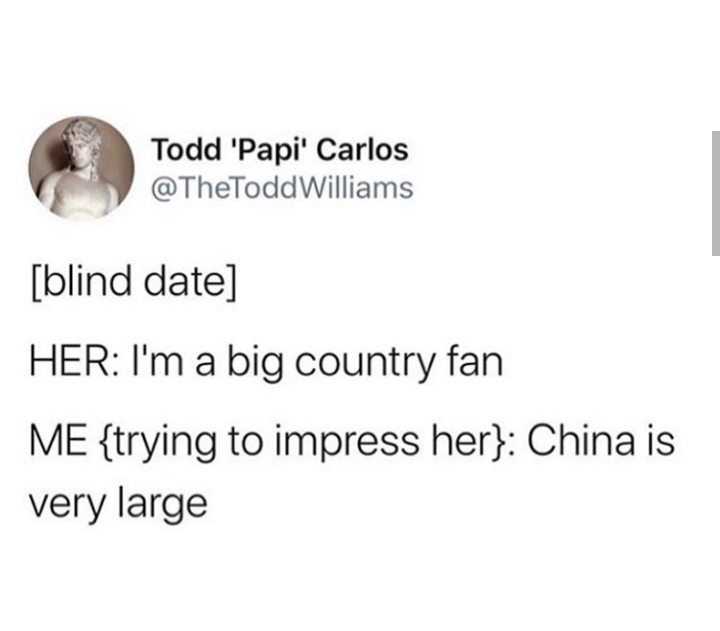 Todd 'Papi' Carlos
@TheToddWilliams
[blind date]
HER: I'm a big country fan
ME {trying to impress her}: China is
very large